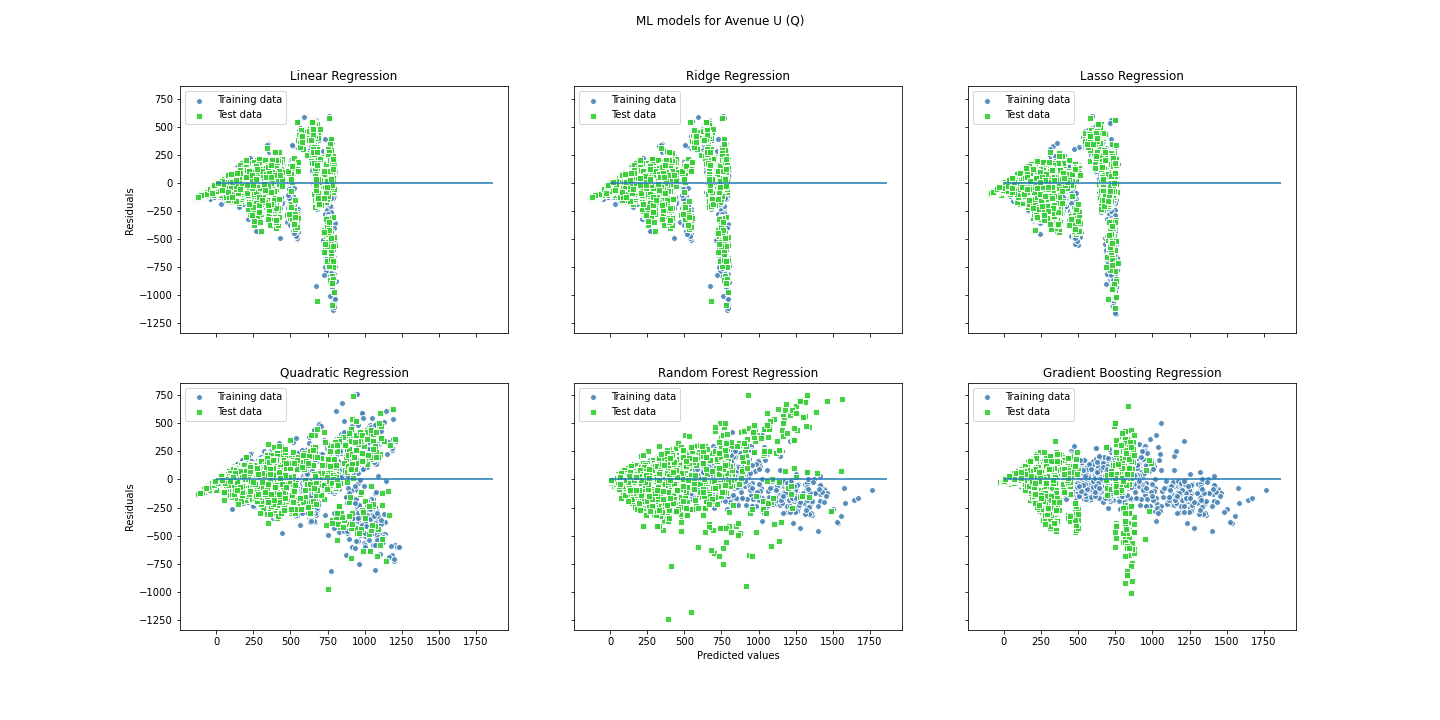 ML models for Avenue U (Q)
Linear Regression
Training data
Test data
750
500
250
0
−250
−500
−750
−1000
−1250
Residuals
Ridge Regression
Training data
Test data
Lasso Regression
Training data
Test data
Quadratic Regression
Training data
Test data
750
500
250
0
−250
−500
−750
−1000
−1250
Residuals
0 250 500 750 1000 1250 1500 1750
Random Forest Regression
Training data
Test data
0 250 500 750 1000 1250 1500 1750
Predicted values
Gradient Boosting Regression
Training data
Test data
0 250 500 750 1000 1250 1500 1750